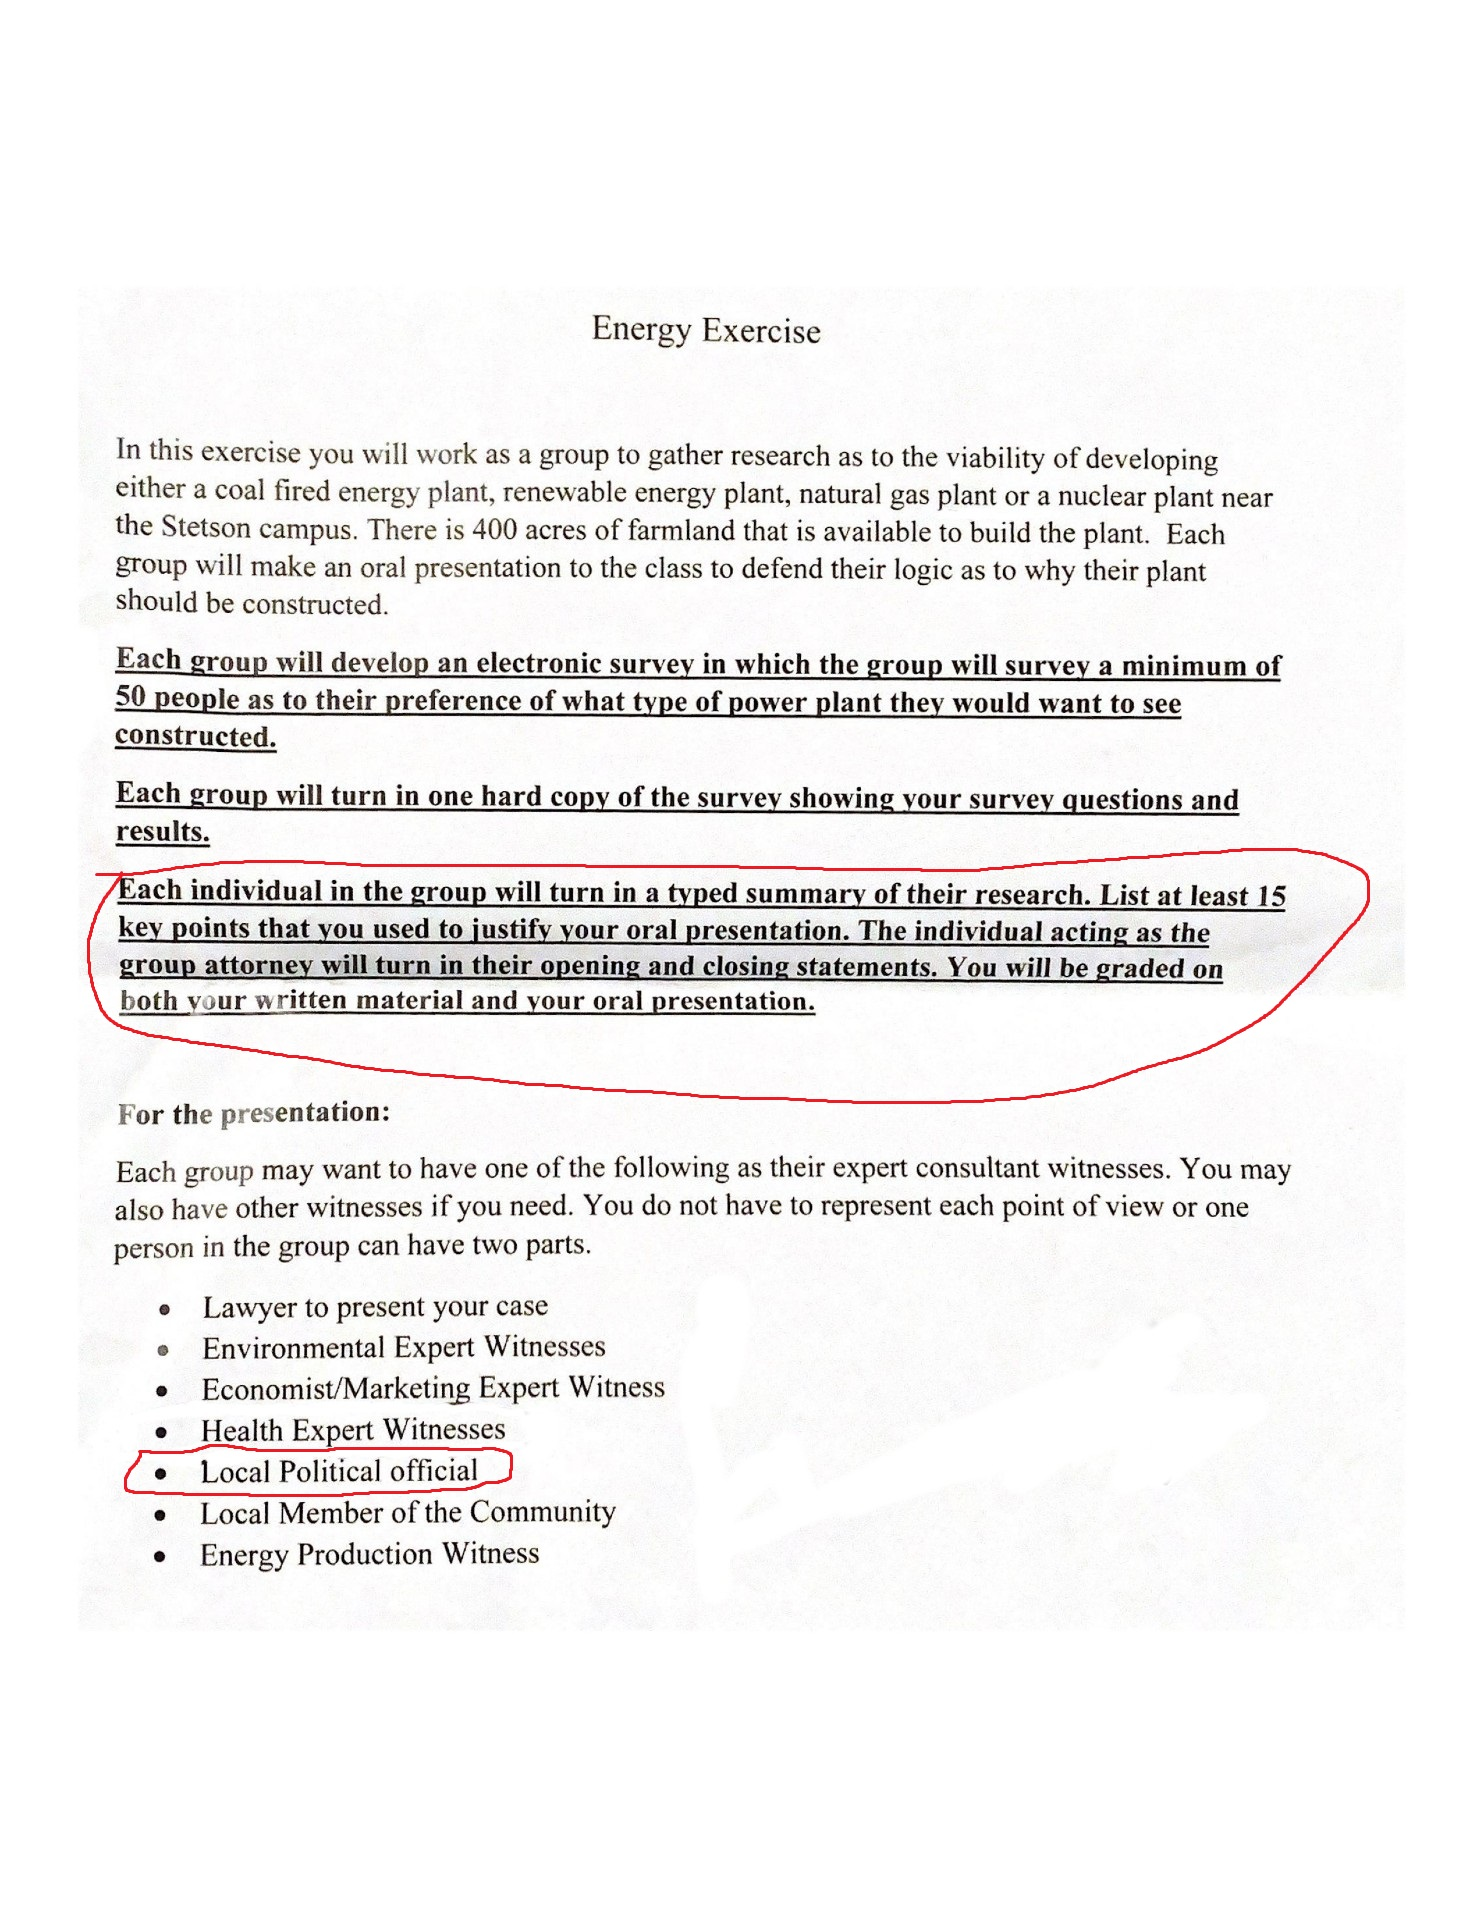 Energy Exercise
In this exercise you will work as a group to gather research as to the viability of developing
either a coal fired energy plant, renewable energy plant, natural gas plant or a nuclear plant near
the Stetson campus. There is 400 acres of farmland that is available to build the plant. Each
group will make an oral presentation to the class to defend their logic as to why their plant
should be constructed.
Each group will develop an electronic survey in which the group will survey a minimum of
50 people as to their preference of what type of power plant they would want to see
constructed.
Each group will turn in one hard copy of the survey showing your survey questions and
results.
Each individual in the group will turn in a typed summary of their research. List at least 15
key points that you used to justify your oral presentation. The individual acting as the
group attorney will turn in their opening and closing statements. You will be graded on
both your written material and your oral presentation.
For the presentation:
Each group may want to have one of the following as their expert consultant witnesses. You may
also have other witnesses if you need. You do not have to represent each point of view or one
person in the group can have two parts.
• Lawyer to present your case
• Environmental Expert Witnesses
• Economist/Marketing Expert Witness
• Health Expert Witnesses
• Local Political official
• Local Member of the Community
• Energy Production Witness